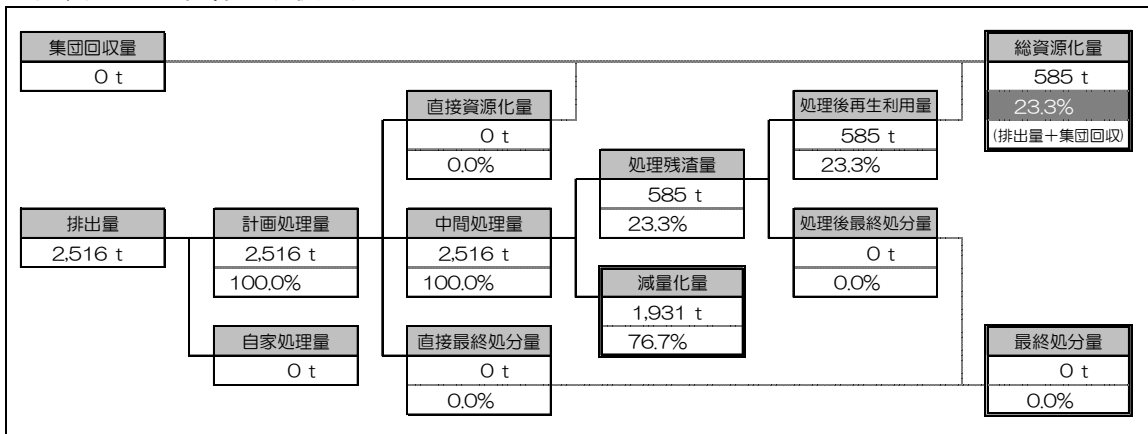 集団回収量
0 t
総資源化量
585 t
23.3%
(排出量+集団回収)
直接資源化量
0 t
0.0%
処理後再生利用量
585 t
23.3%
処理残渣量
585 t
23.3%
排出量
2,516 t
計画処理量
2,516 t
100.0%
中間処理量
2,516 t
100.0%
処理後最終処分量
0 t
0.0%
減量化量
1,931 t
76.7%
自家処理量
0 t
直接最終処分量
0 t
0.0%
最終処分量
0 t
0.0%